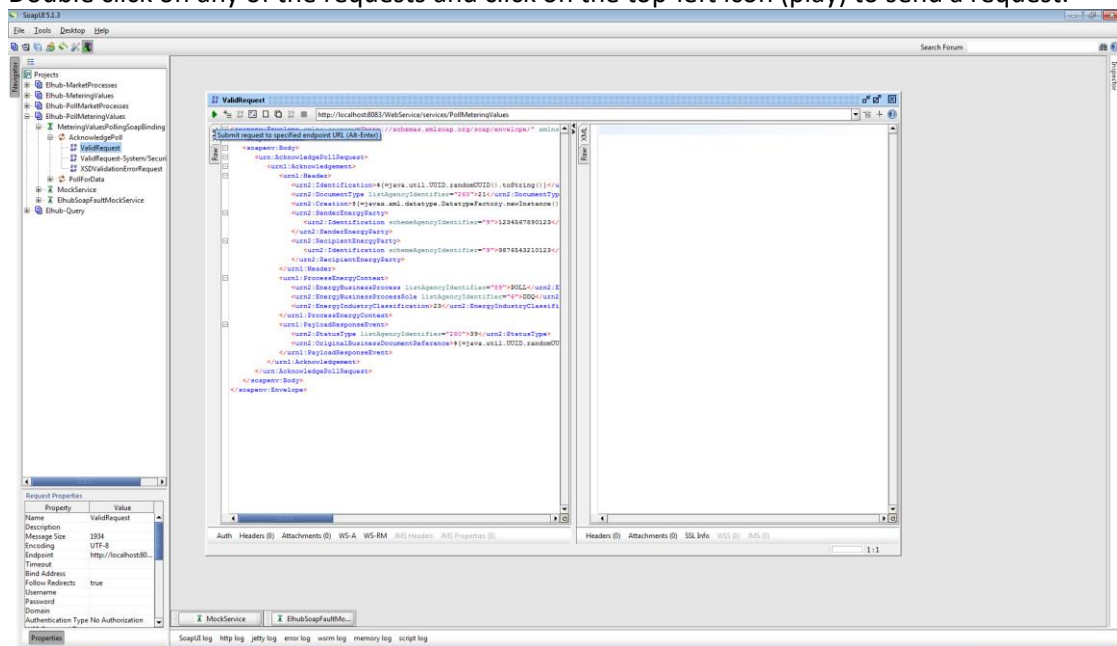 Double click on any of the requests and click on the top-left icon (play) to send a request.
SoapUI 5.1.3
File Tools Desktop Help
Search Forum
Navigator
Inspector
Projects
Elhub-MarketProcesses
Elhub-MeteringValues
Elhub-PollMarketProcesses
Elhub-PollMeteringValues
MeteringValuesPollingSoapBinding
AcknowledgePoll
ValidRequest
ValidRequest-System/Securi
XSDValidationErrorRequest
PollForData
MockService
ElhubSoapFaultMockService
Elhub-Query
ValidRequest
http://localhost:8083/WebService/services/PollMeteringValues
Submit request to specified endpoint URL (Alt-Enter)
Raw
XML
Raw
<soapenv:Body>
<urn:AcknowledgePollRequest>
<urn1:Acknowledgement>
<urn1:Header>
<urn2:Identification>${=java.util.UUID.randomUUID().toString()}</u
<urn2:DocumentType listAgencyIdentifier="260">21</urn2:DocumentTyp
<urn2:Creation>${=javax.xml.datatype.DatatypeFactory.newInstance()
<urn2:SenderEnergyParty>
<urn2:Identification schemeAgencyIdentifier="9">1234567890123</
</urn2:SenderEnergyParty>
<urn2:RecipientEnergyParty>
<urn2:Identification schemeAgencyIdentifier="9">9876543210123</
</urn2:RecipientEnergyParty>
</urn1:Header>
<urn1:ProcessEnergyContext>
<urn2:EnergyBusinessProcess listAgencyIdentifier="89">POLL</urn2:E
<urn2:EnergyBusinessProcessRole listAgencyIdentifier="6">DDQ</urn2
<urn2:EnergyIndustryClassification>23</urn2:EnergyIndustryClassifi
</urn1:ProcessEnergyContext>
<urn1:PayloadResponseEvent>
<urn2:StatusType listAgencyIdentifier="260">39</urn2:StatusType>
<urn2:OriginalBusinessDocumentReference>${=java.util.UUID.randomUU
</urn1:PayloadResponseEvent>
</urn1:Acknowledgement>
</urn:AcknowledgePollRequest>
</soapenv:Body>
</soapenv:Envelope>
Auth Headers (0) Attachments (0) WS-A WS-RM JMS Headers JMS Properties (0)
Headers (0) Attachments (0) SSL Info WSS (0) JMS (0)
1:1
Request Properties
Property Value
Name ValidRequest
Description
Message Size 1934
Encoding UTF-8
Endpoint http://localhost:80...
Timeout
Bind Address
Follow Redirects true
Username
Password
Domain
Authentication Type No Authorization
Properties
MockService ElhubSoapFaultMo...
SoapUI log http log jetty log error log wsrm log memory log script log